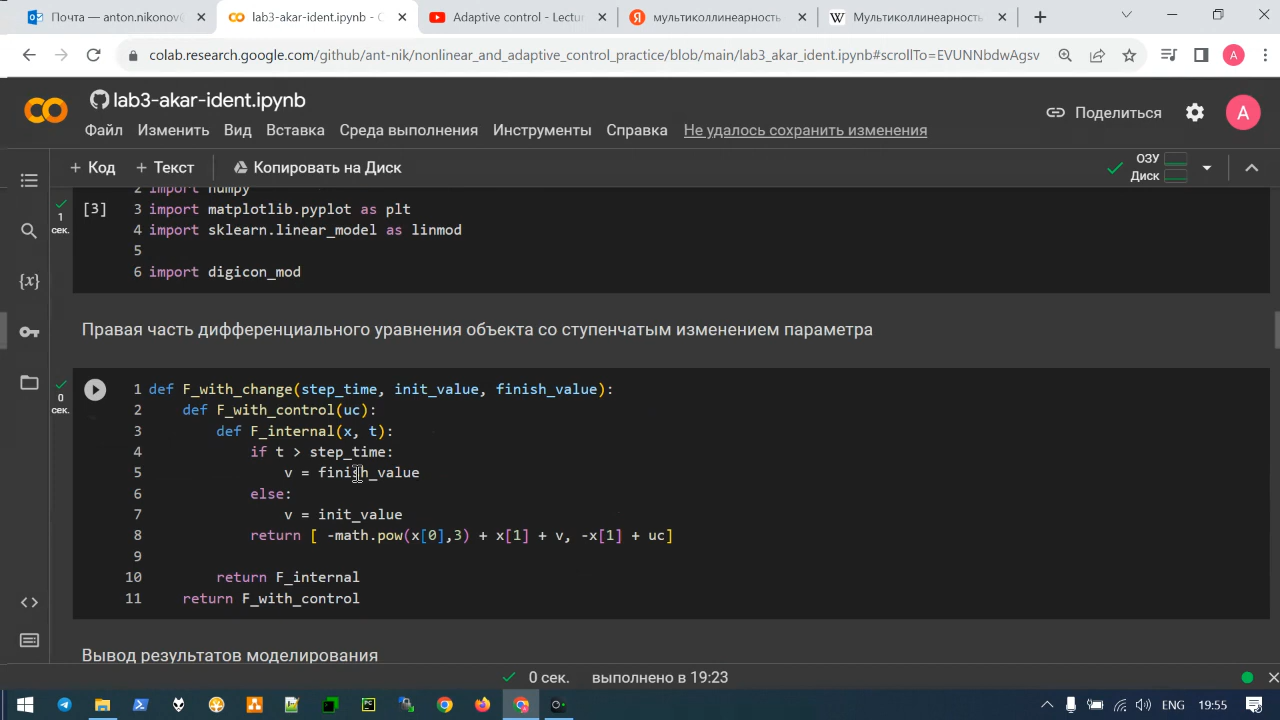 Почта — anton.nikonov@
lab3-akar-ident.ipynb - C
Adaptive control - Lectu
мультиколлинеарность
Мультиколлинеарность
colab.research.google.com/github/ant-nik/nonlinear_and_adaptive_control_practice/blob/main/lab3_akar_ident.ipynb#scrollTo=EVUNNbdwAgsv
A
lab3-akar-ident.ipynb
Поделиться
A
Файл Изменить Вид Вставка Среда выполнения Инструменты Справка Не удалось сохранить изменения
+ Код + Текст Копировать на Диск
ОЗУ
Диск
2 import numpy
[3] 3 import matplotlib.pyplot as plt
1 сек. 4 import sklearn.linear_model as linmod
5
6 import digicon_mod
Правая часть дифференциального уравнения объекта со ступенчатым изменением параметра
0 сек.
1 def F_with_change(step_time, init_value, finish_value):
2 def F_with_control(uc):
3 def F_internal(x, t):
4 if t > step_time:
5 v = finish_value
6 else:
7 v = init_value
8 return [ -math.pow(x[0],3) + x[1] + v, -x[1] + uc]
9
10 return F_internal
11 return F_with_control
Вывод результатов моделирования
0 сек. выполнено в 19:23
ENG 19:55